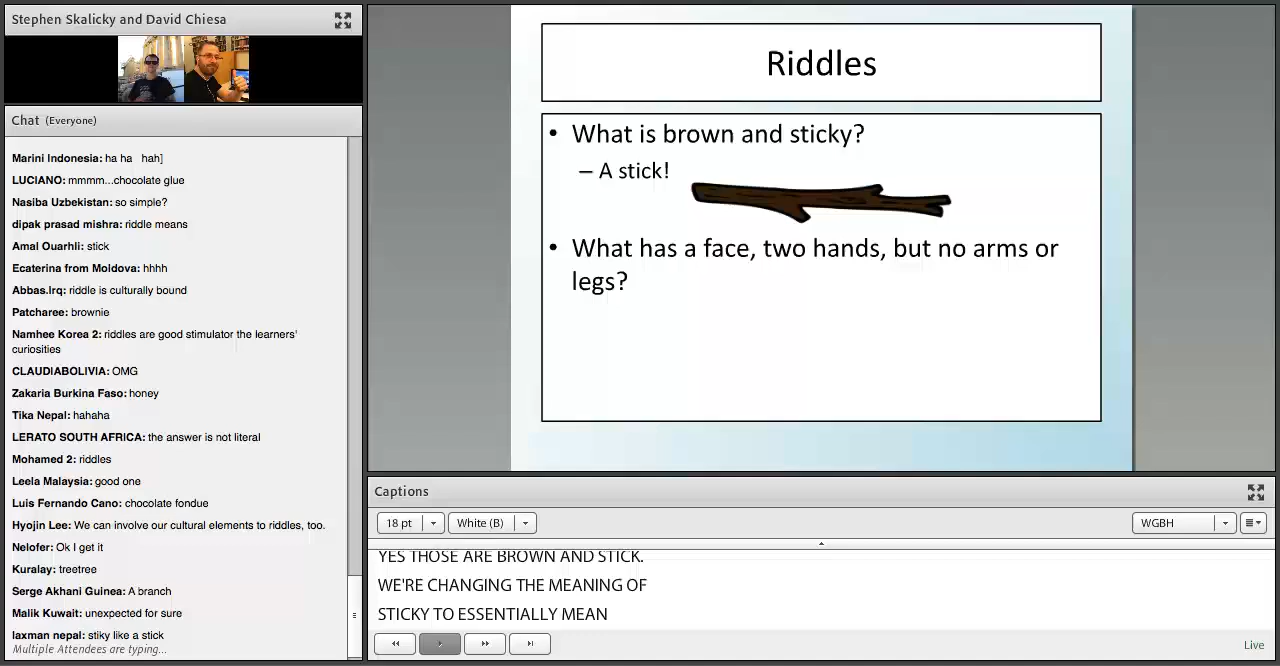 Stephen Skalicky and David Chiesa
Chat (Everyone)
Marini Indonesia: ha ha   hah]
LUCIANO: mmmm...chocolate glue
Nasiba Uzbekistan: so simple?
dipak prasad mishra: riddle means
Amal Ouarhli: stick
Ecaterina from Moldova: hhhh
Abbas.Irq: riddle is culturally bound
Patcharee: brownie
Namhee Korea 2: riddles are good stimulator the learners'
curiosities
CLAUDIABOLIVIA: OMG
Zakaria Burkina Faso: honey
Tika Nepal: hahaha
LERATO SOUTH AFRICA: the answer is not literal
Mohamed 2: riddles
Leela Malaysia: good one
Luis Fernando Cano: chocolate fondue
Hyojin Lee: We can involve our cultural elements to riddles, too.
Nelofer: Ok I get it
Kuralay: treetree
Serge Akhani Guinea: A branch
Malik Kuwait: unexpected for sure
laxman nepal: stiky like a stick
Multiple Attendees are typing...
Riddles
• What is brown and sticky?
– A stick!
• What has a face, two hands, but no arms or
legs?
Captions
18 pt
White (B)
WGBH
YES THOSE ARE BROWN AND STICK.
WE'RE CHANGING THE MEANING OF
STICKY TO ESSENTIALLY MEAN
Live